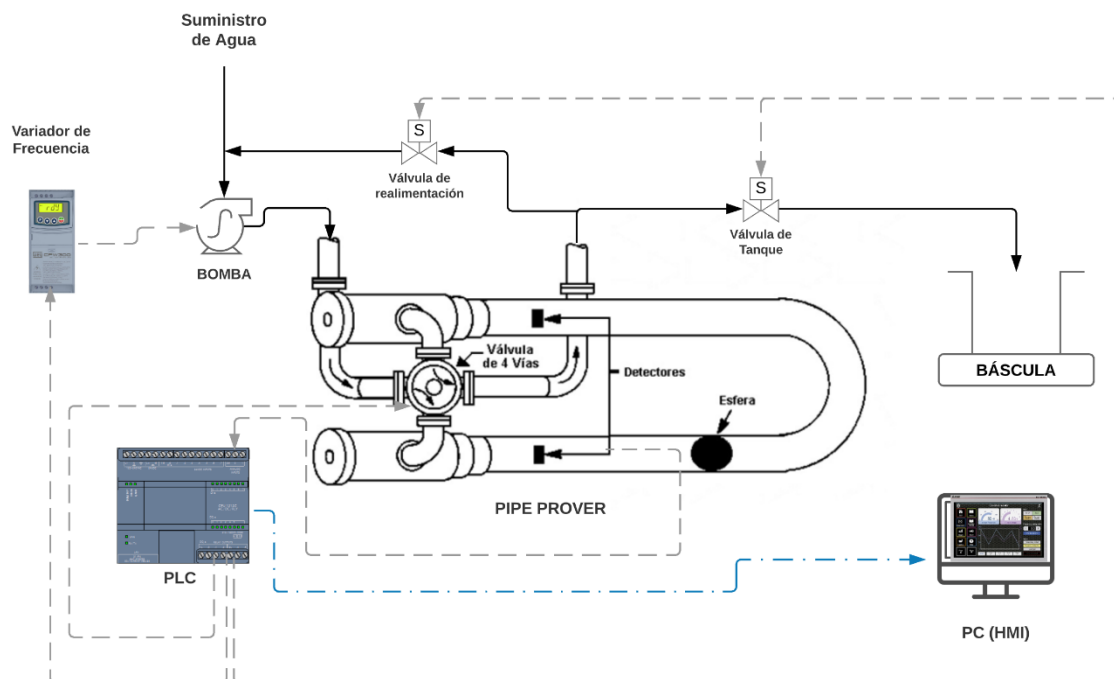 Suministro
de Agua
Variador de
Frecuencia
S
Válvula de
realimentación
S
Válvula de
Tanque
BOMBA
Válvula
de 4 Vías
Detectores
BÁSCULA
Esfera
PIPE PROVER
PLC
PC (HMI)